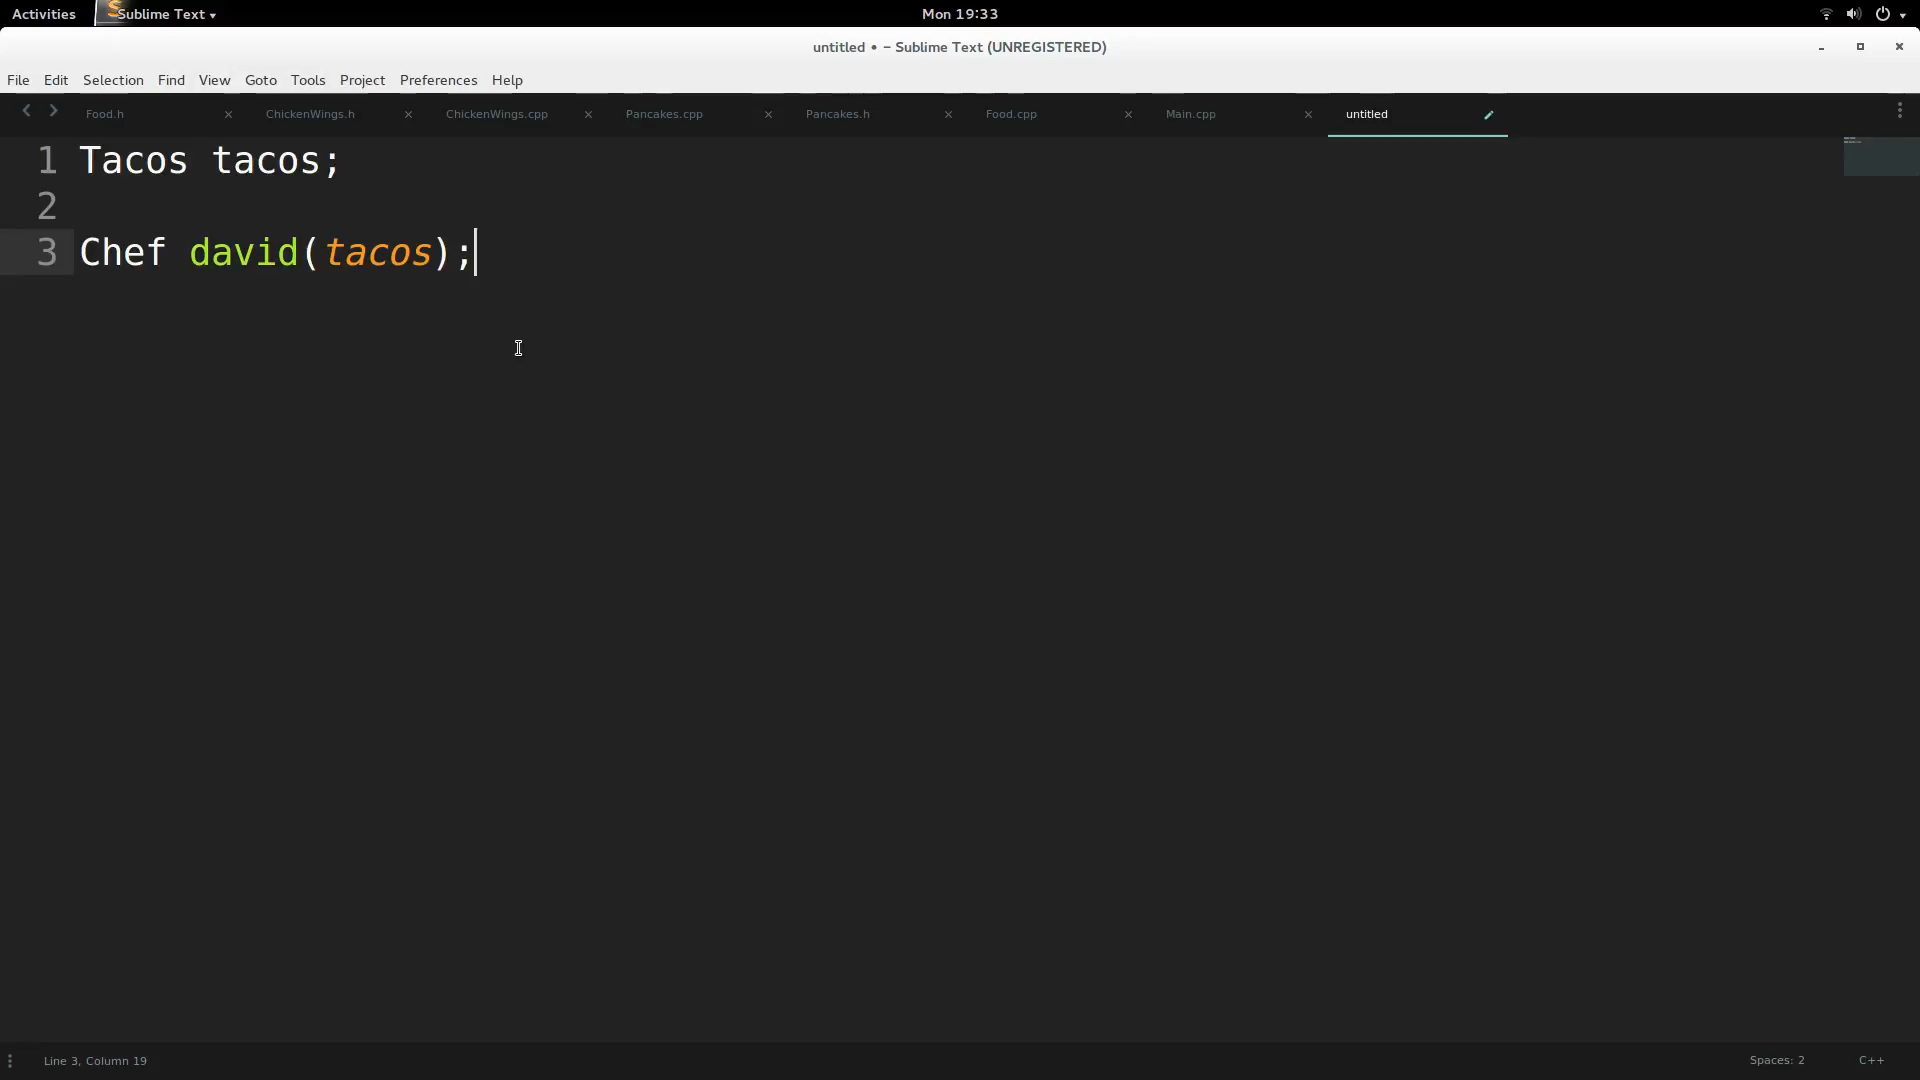 Activities Sublime Text Mon 19:33
untitled • – Sublime Text (UNREGISTERED)
File Edit Selection Find View Goto Tools Project Preferences Help
Food.h ChickenWings.h ChickenWings.cpp Pancakes.cpp Pancakes.h Food.cpp Main.cpp untitled
1 Tacos tacos;
2
3 Chef david(tacos);
Line 3, Column 19 Spaces: 2 C++